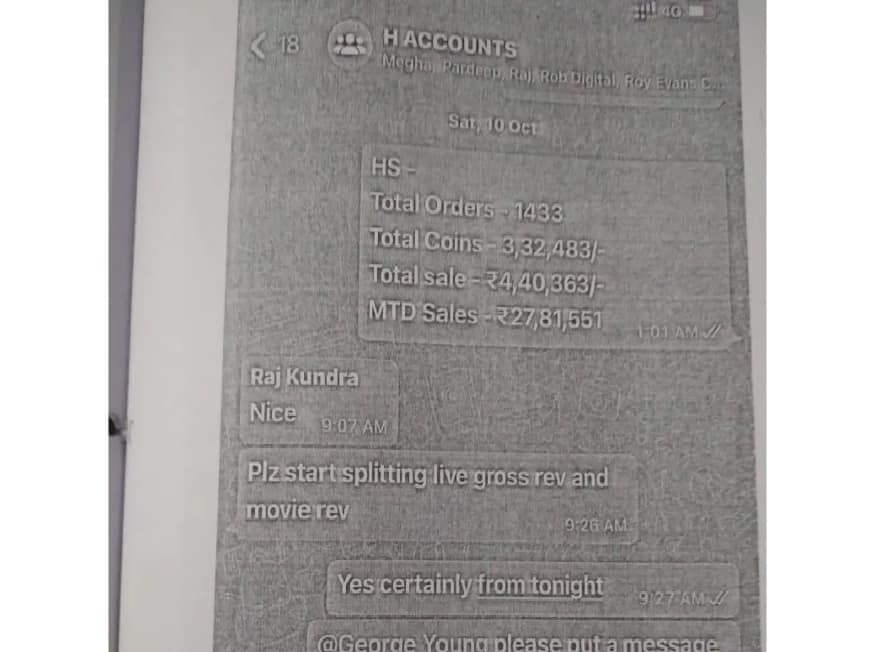 4G
18
H ACCOUNTS
Megha, Pardeep, Raj, Rob Digital, Roy Evans C...
Sat, 10 Oct
HS -
Total Orders - 1433
Total Coins - 3,32,483/-
Total sale - ₹4,40,363/-
MTD Sales - ₹27,81,551
1:01 AM
Raj Kundra
Nice
9:07 AM
Plz start splitting live gross rev and
movie rev
9:26 AM
Yes certainly from tonight
9:27 AM
@George Young please put a message